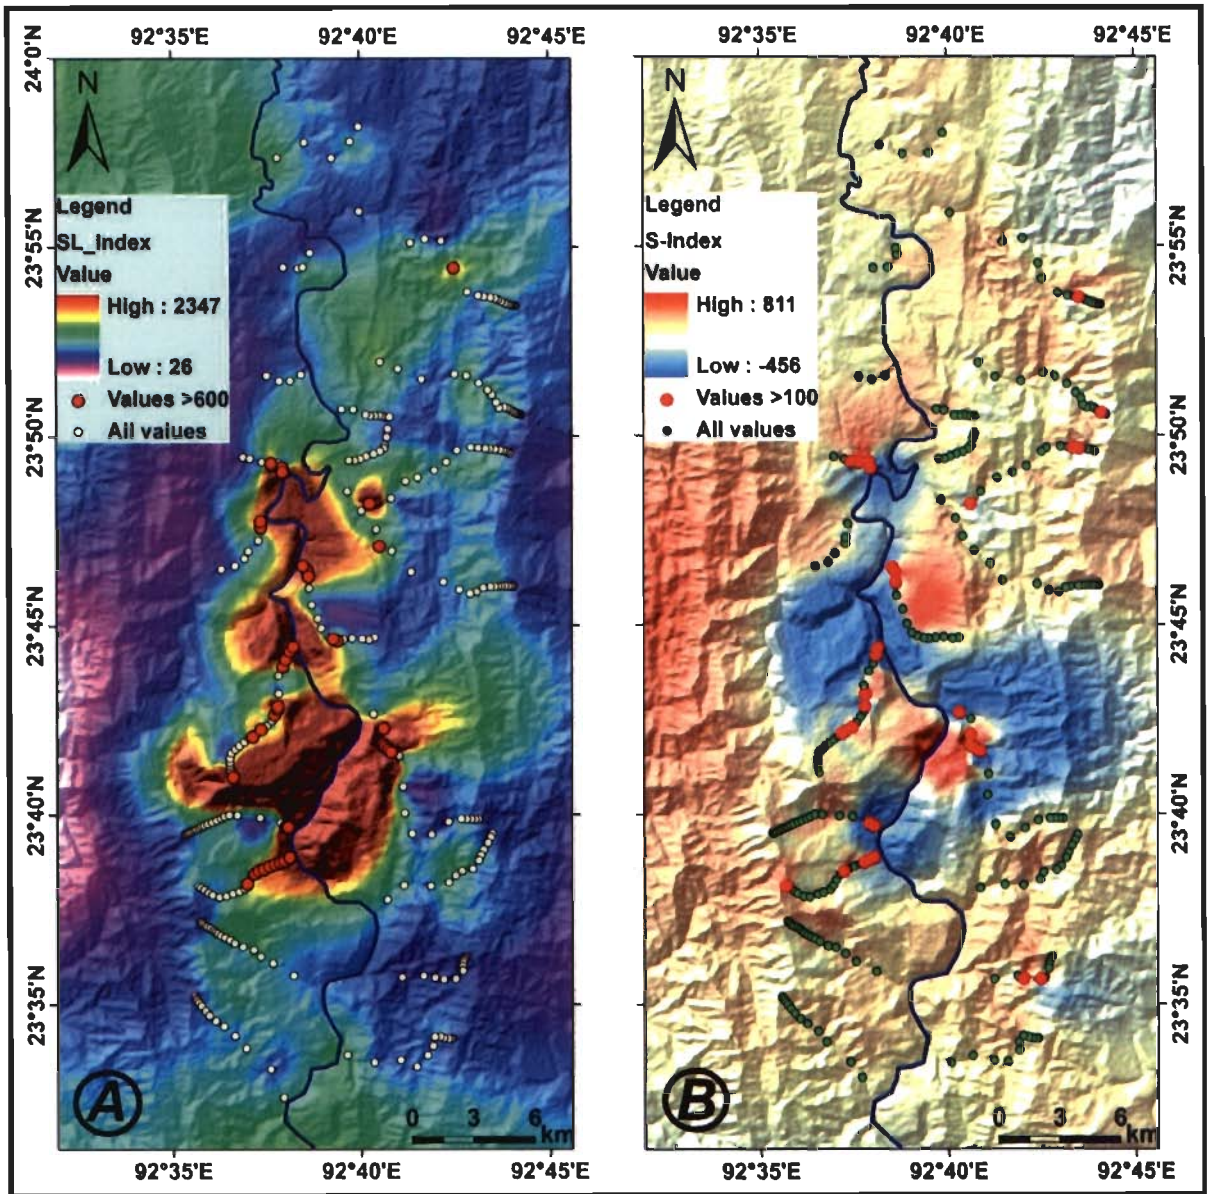 92°35'E 92°40'E 92°45'E 92°35'E 92°40'E 92°45'E
24°0'N
N
N
Legend
SL_Index
Value
High : 2347
Low : 26
Values >600
All values
Legend
S-Index
Value
High : 811
Low : -456
Values >100
All values
23°55'N
23°50'N
23°45'N
23°40'N
23°35'N
23°55'N
23°50'N
23°45'N
23°40'N
23°35'N
A
0 3 6
km
B
0 3 6
km
92°35'E 92°40'E 92°45'E 92°35'E 92°40'E 92°45'E